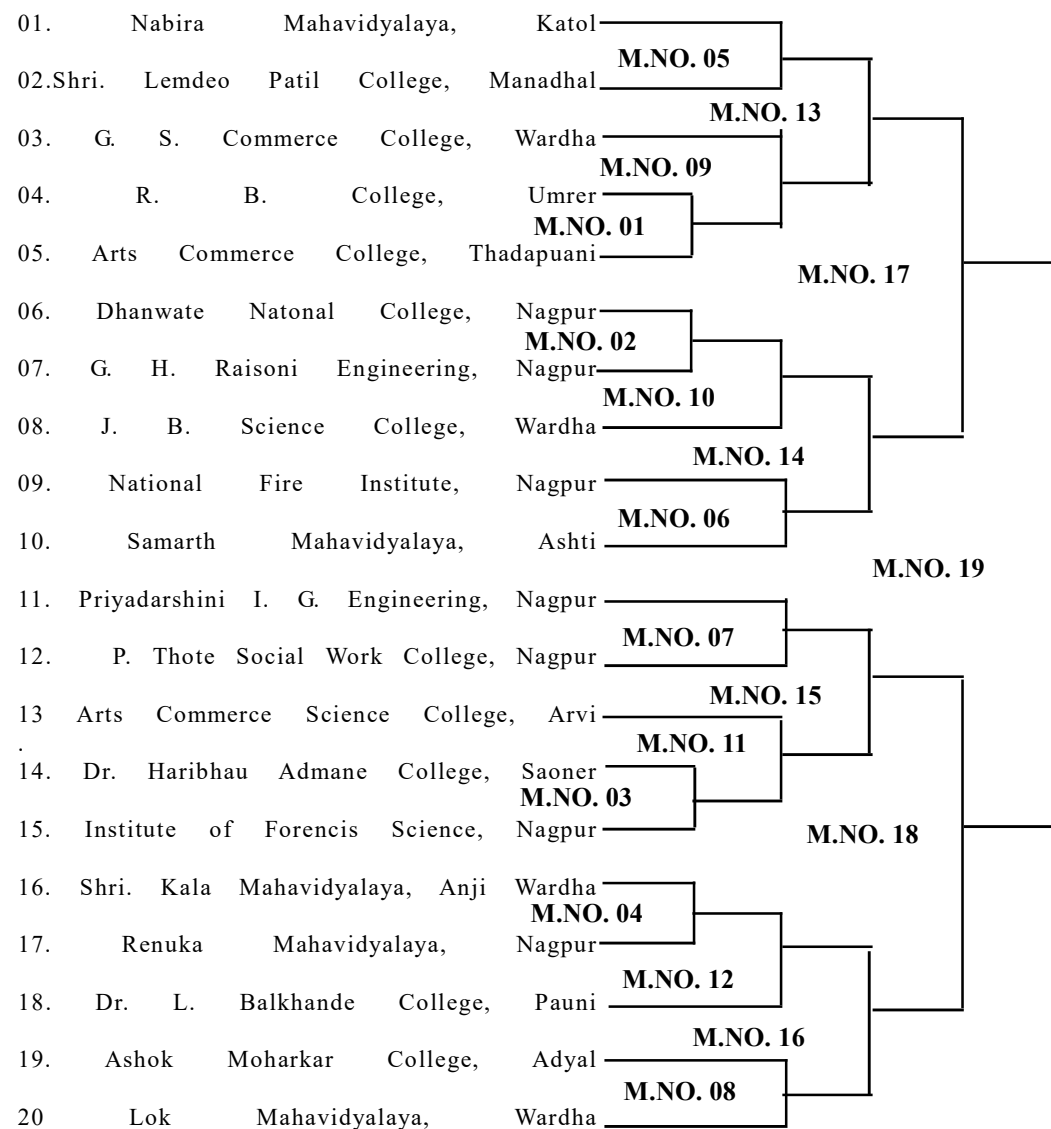 01. Nabira Mahavidyalaya, Katol
M.NO. 05
02.Shri. Lemdeo Patil College, Manadhal
M.NO. 13
03. G. S. Commerce College, Wardha
M.NO. 09
04. R. B. College, Umrer
M.NO. 01
05. Arts Commerce College, Thadapuani
M.NO. 17
06. Dhanwate Natonal College, Nagpur
M.NO. 02
07. G. H. Raisoni Engineering, Nagpur
M.NO. 10
08. J. B. Science College, Wardha
M.NO. 14
09. National Fire Institute, Nagpur
M.NO. 06
10. Samarth Mahavidyalaya, Ashti
M.NO. 19
11. Priyadarshini I. G. Engineering, Nagpur
M.NO. 07
12. P. Thote Social Work College, Nagpur
M.NO. 15
13 Arts Commerce Science College, Arvi
.
M.NO. 11
14. Dr. Haribhau Admane College, Saoner
M.NO. 03
15. Institute of Forencis Science, Nagpur
M.NO. 18
16. Shri. Kala Mahavidyalaya, Anji Wardha
M.NO. 04
17. Renuka Mahavidyalaya, Nagpur
M.NO. 12
18. Dr. L. Balkhande College, Pauni
M.NO. 16
19. Ashok Moharkar College, Adyal
M.NO. 08
20 Lok Mahavidyalaya, Wardha